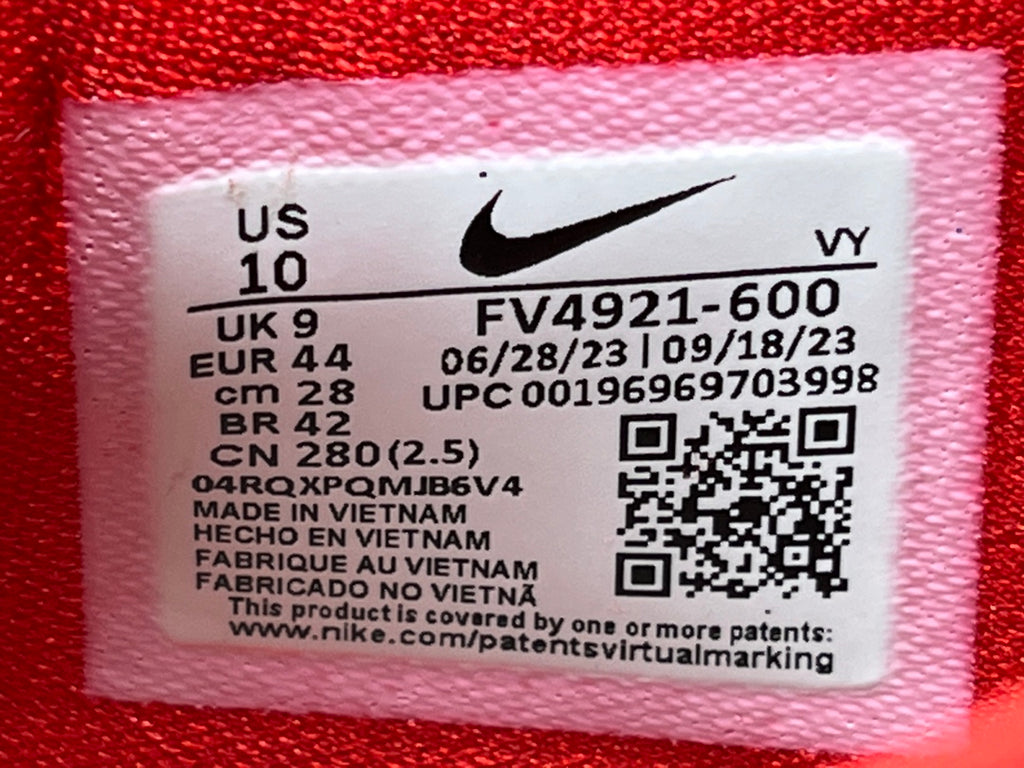 US
10
VY
UK 9
EUR 44
cm 28
BR 42
CN 280(2.5)
FV4921-600
06/28/23 | 09/18/23
UPC 00196969703998
04RQXPQMJB6V4
MADE IN VIETNAM
HECHO EN VIETNAM
FABRIQUE AU VIETNAM
FABRICADO NO VIETNÃ
This product is covered by one or more patents:
www.nike.com/patentsvirtualmarking